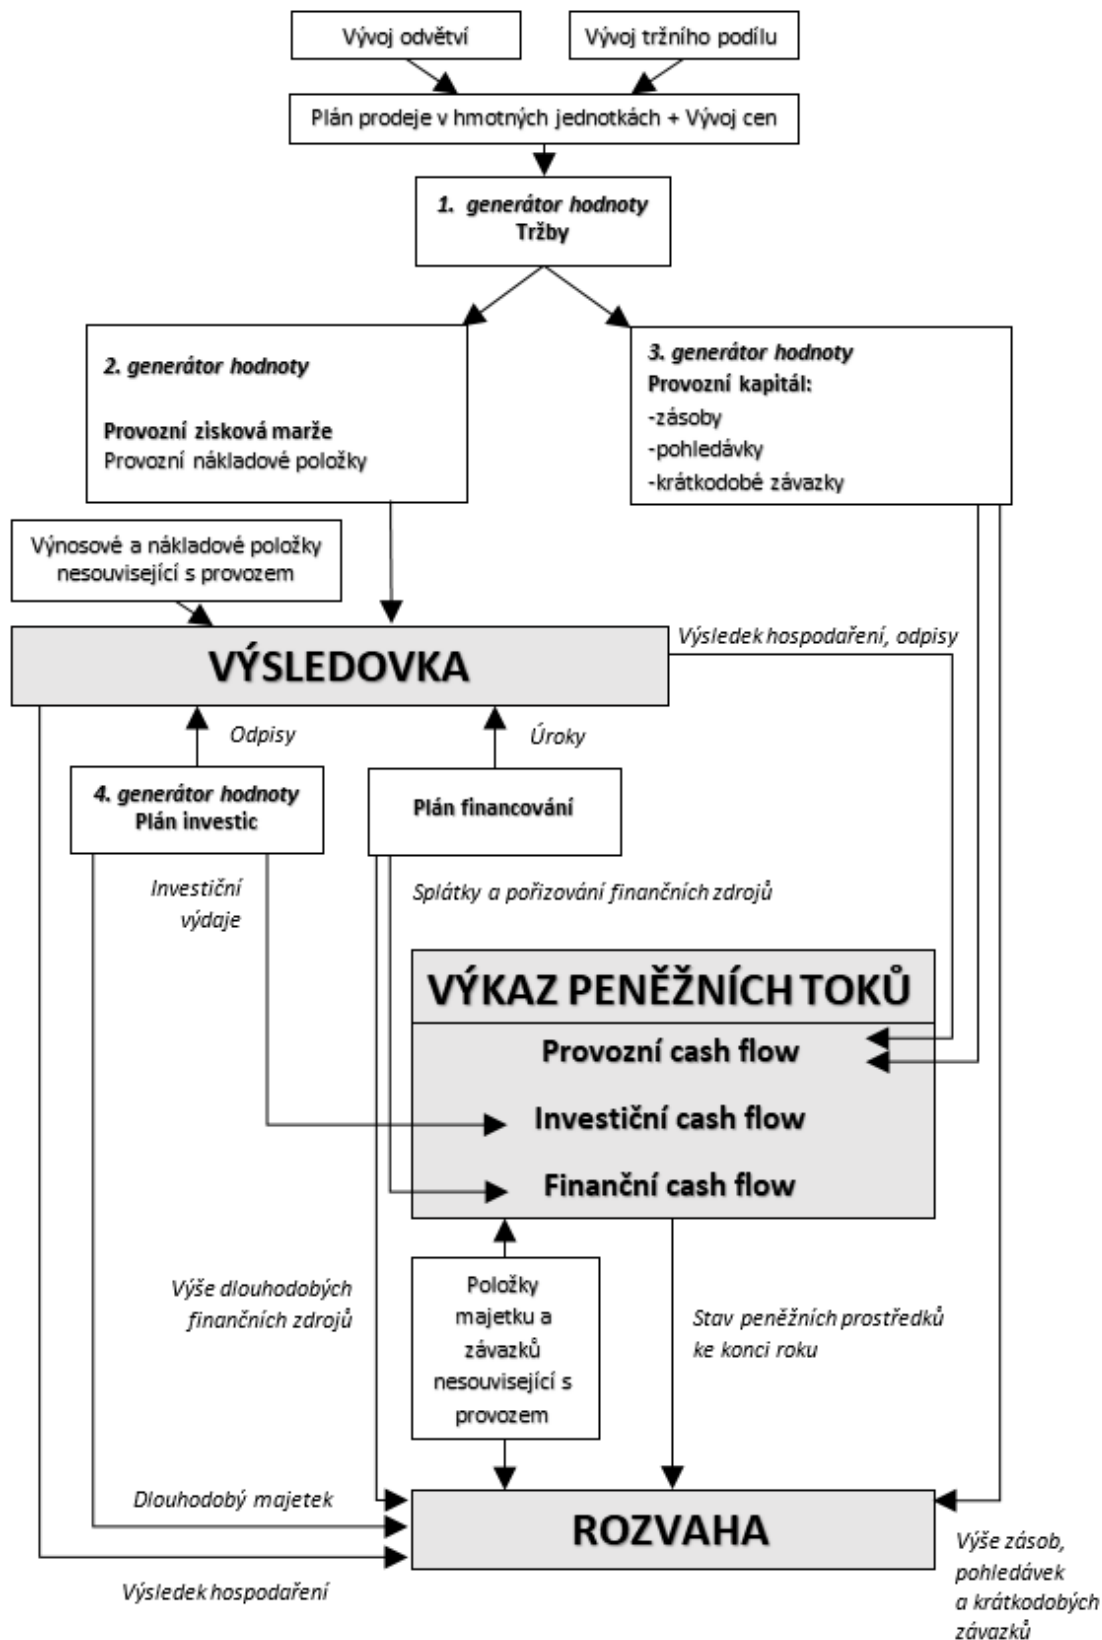 Vývoj odvětví
Vývoj tržního podílu
Plán prodeje v hmotných jednotkách + Vývoj cen
1. generátor hodnoty
Tržby
2. generátor hodnoty
Provozní zisková marže
Provozní nákladové položky
3. generátor hodnoty
Provozní kapitál:
-zásoby
-pohledávky
-krátkodobé závazky
Výnosové a nákladové položky
nesouvisející s provozem
Výsledek hospodaření, odpisy
VÝSLEDOVKA
Odpisy
Úroky
4. generátor hodnoty
Plán investic
Plán financování
Investiční
výdaje
Splátky a pořizování finančních zdrojů
VÝKAZ PENĚŽNÍCH TOKŮ
Provozní cash flow
Investiční cash flow
Finanční cash flow
Výše dlouhodobých
finančních zdrojů
Položky
majetku a
závazků
nesouvisející s
provozem
Stav peněžních prostředků
ke konci roku
Dlouhodobý majetek
ROZVAHA
Výsledek hospodaření
Výše zásob,
pohledávek
a krátkodobých
závazků